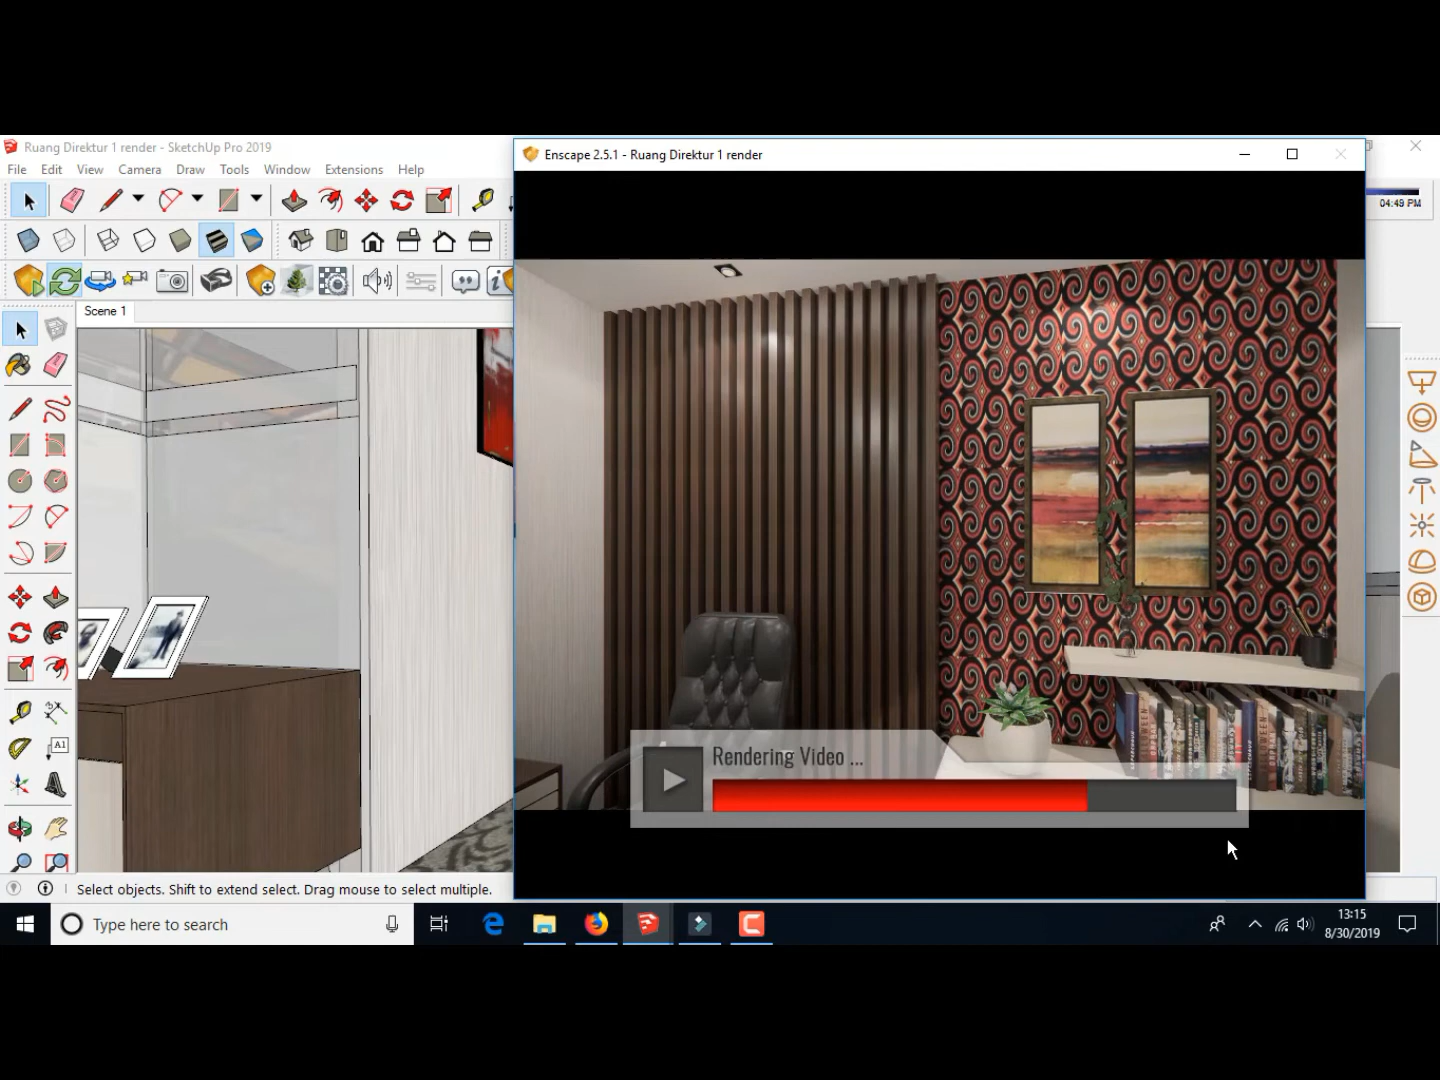 Ruang Direktur 1 render - SketchUp Pro 2019
File Edit View Camera Draw Tools Window Extensions Help
Enscape 2.5.1 - Ruang Direktur 1 render
04:49 PM
Scene 1
A1
Rendering Video ...
Select objects. Shift to extend select. Drag mouse to select multiple.
Type here to search
13:15
8/30/2019